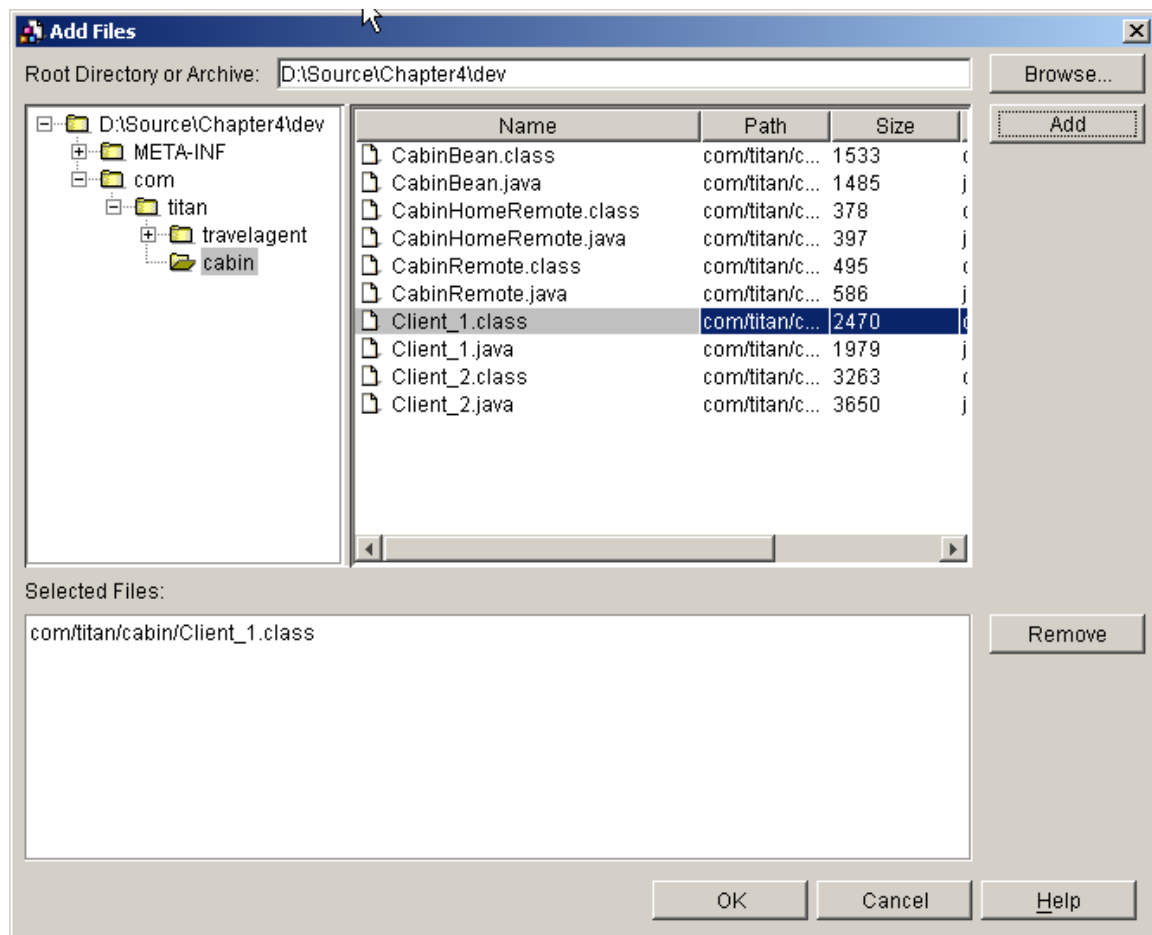 Add Files
Root Directory or Archive: D:\Source\Chapter4\dev Browse...
D:\Source\Chapter4\dev
META-INF
com
titan
travelagent
cabin
Name Path Size
CabinBean.class com/titan/c... 1533
CabinBean.java com/titan/c... 1485 j
CabinHomeRemote.class com/titan/c... 378
CabinHomeRemote.java com/titan/c... 397 j
CabinRemote.class com/titan/c... 495
CabinRemote.java com/titan/c... 586 j
Client_1.class com/titan/c... 2470
Client_1.java com/titan/c... 1979 j
Client_2.class com/titan/c... 3263
Client_2.java com/titan/c... 3650 j
Add
Selected Files:
com/titan/cabin/Client_1.class
Remove
OK Cancel Help